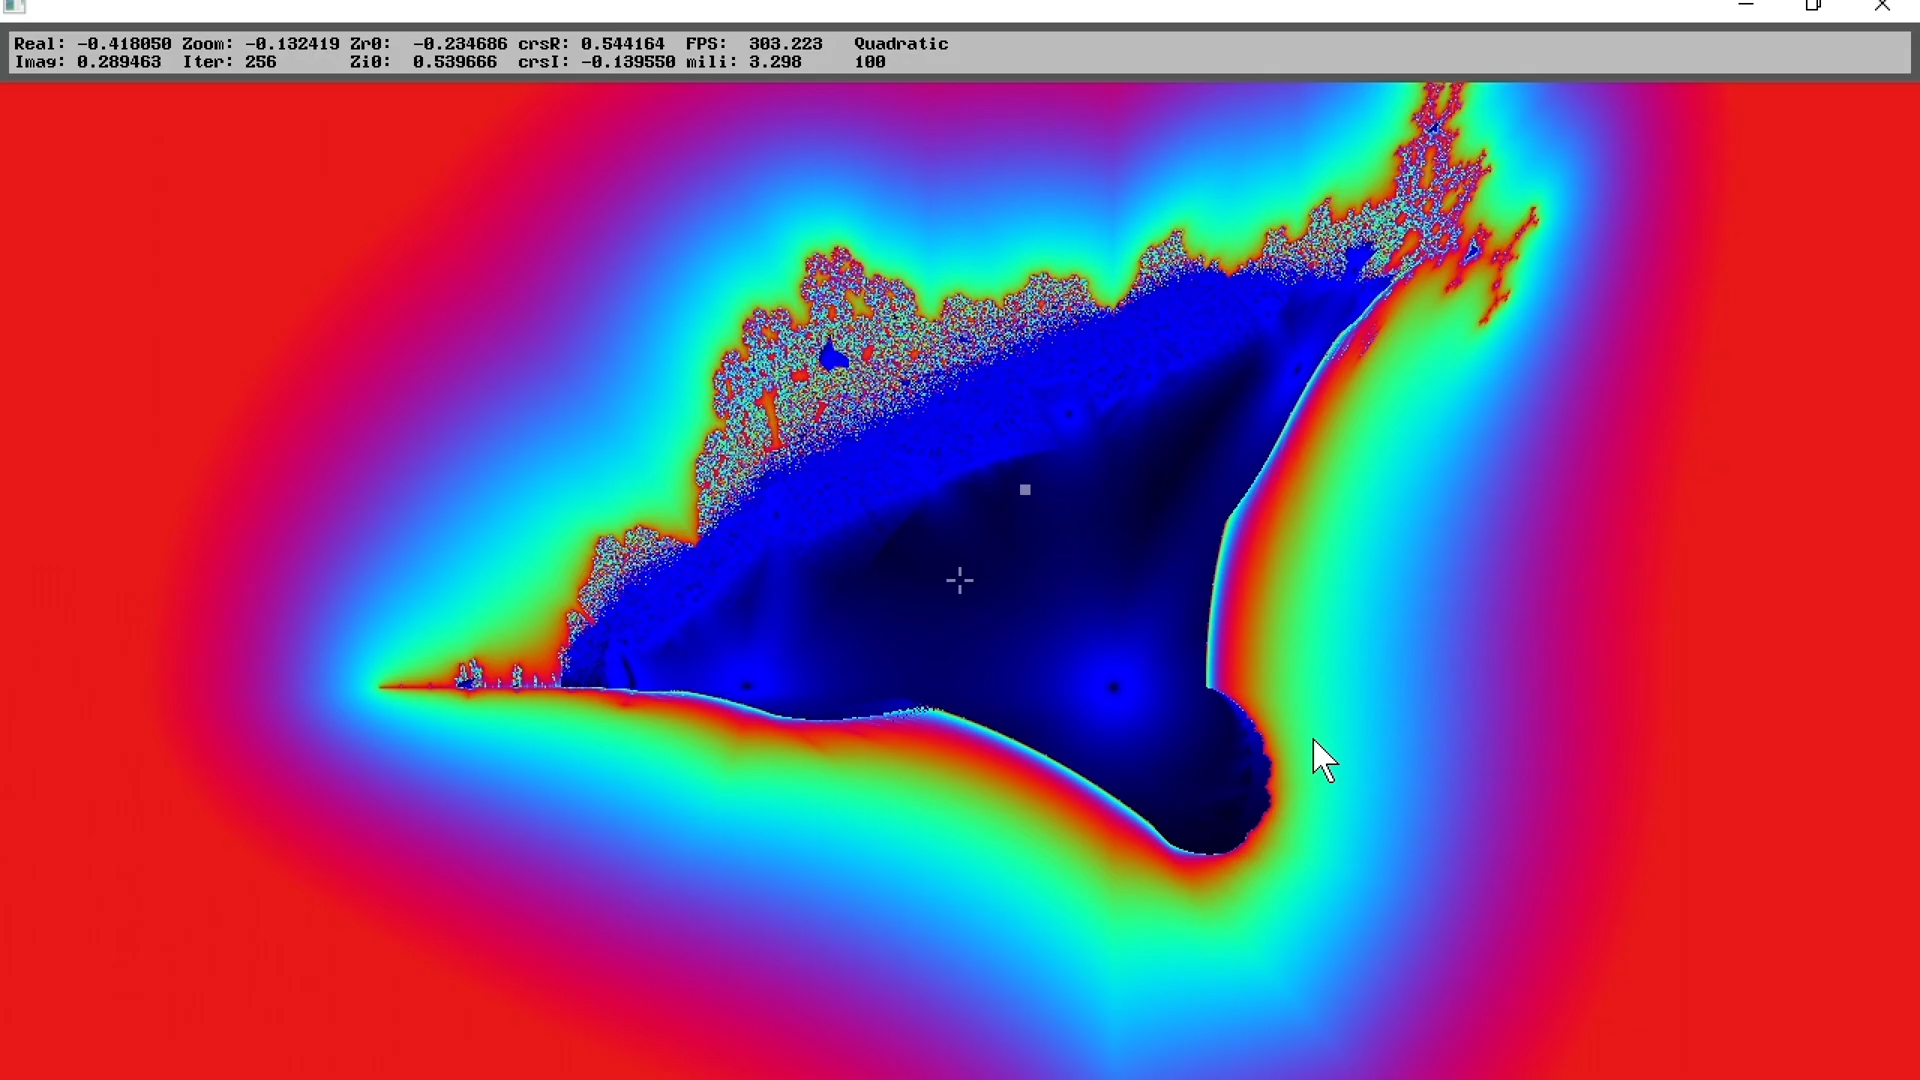 Real: -0.418050 Zoom: -0.132419 Zr0: -0.234686 crsR: 0.544164 FPS: 303.223 Quadratic
Imag: 0.289463 Iter: 256 Zi0: 0.539666 crsI: -0.139550 mili: 3.298 100